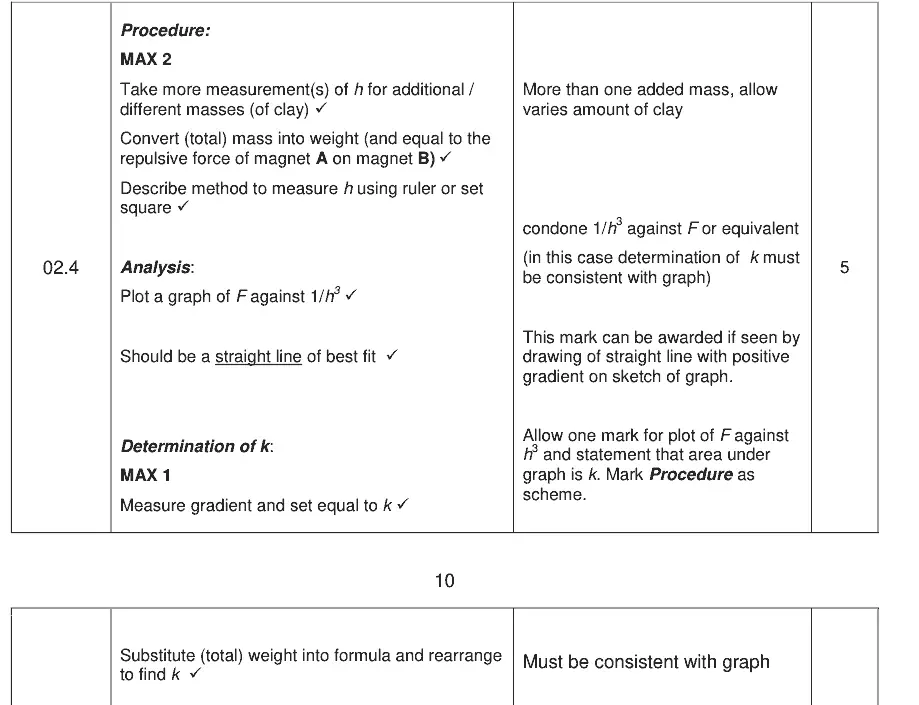 Procedure:
MAX 2
Take more measurement(s) of h for additional /
different masses (of clay) ✓
Convert (total) mass into weight (and equal to the
repulsive force of magnet A on magnet B) ✓
Describe method to measure h using ruler or set
square ✓
02.4
Analysis:
Plot a graph of F against 1/h³ ✓
Should be a straight line of best fit ✓
Determination of k:
MAX 1
Measure gradient and set equal to k ✓
More than one added mass, allow
varies amount of clay
condone 1/h³ against F or equivalent
(in this case determination of k must
be consistent with graph)
This mark can be awarded if seen by
drawing of straight line with positive
gradient on sketch of graph.
Allow one mark for plot of F against
h³ and statement that area under
graph is k. Mark Procedure as
scheme.
5
10
Substitute (total) weight into formula and rearrange
to find k ✓
Must be consistent with graph